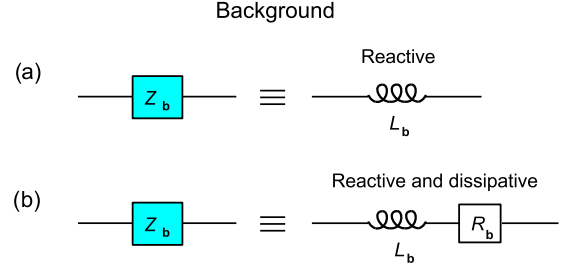 Background
(a)
Reactive
Z b
≡
L b
(b)
Reactive and dissipative
Z b
≡
R b
L b